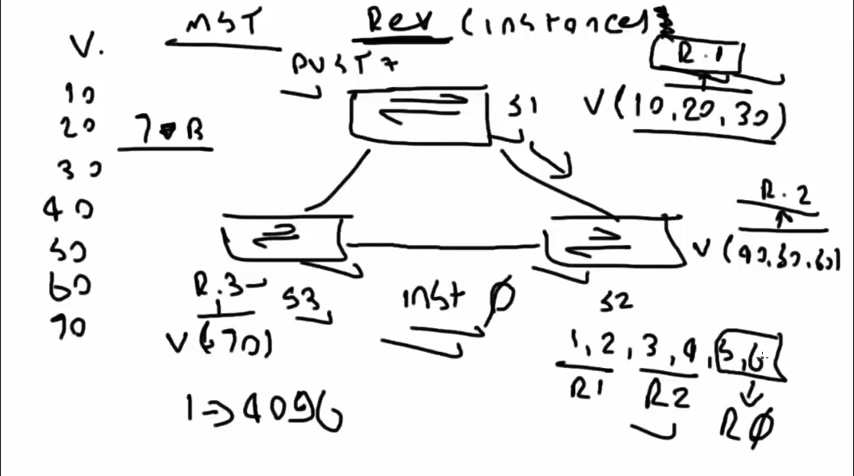 MST Rev (instances)
V. PVST+ R.1
10 S1 V(10,20,30)
20 7 B
30
40 R.2
50 V(40,50,60)
60 R.3 S3 inst Ø S2
70 V(70) 1,2,3,4,5,6
1→4096 R1 R2 RØ